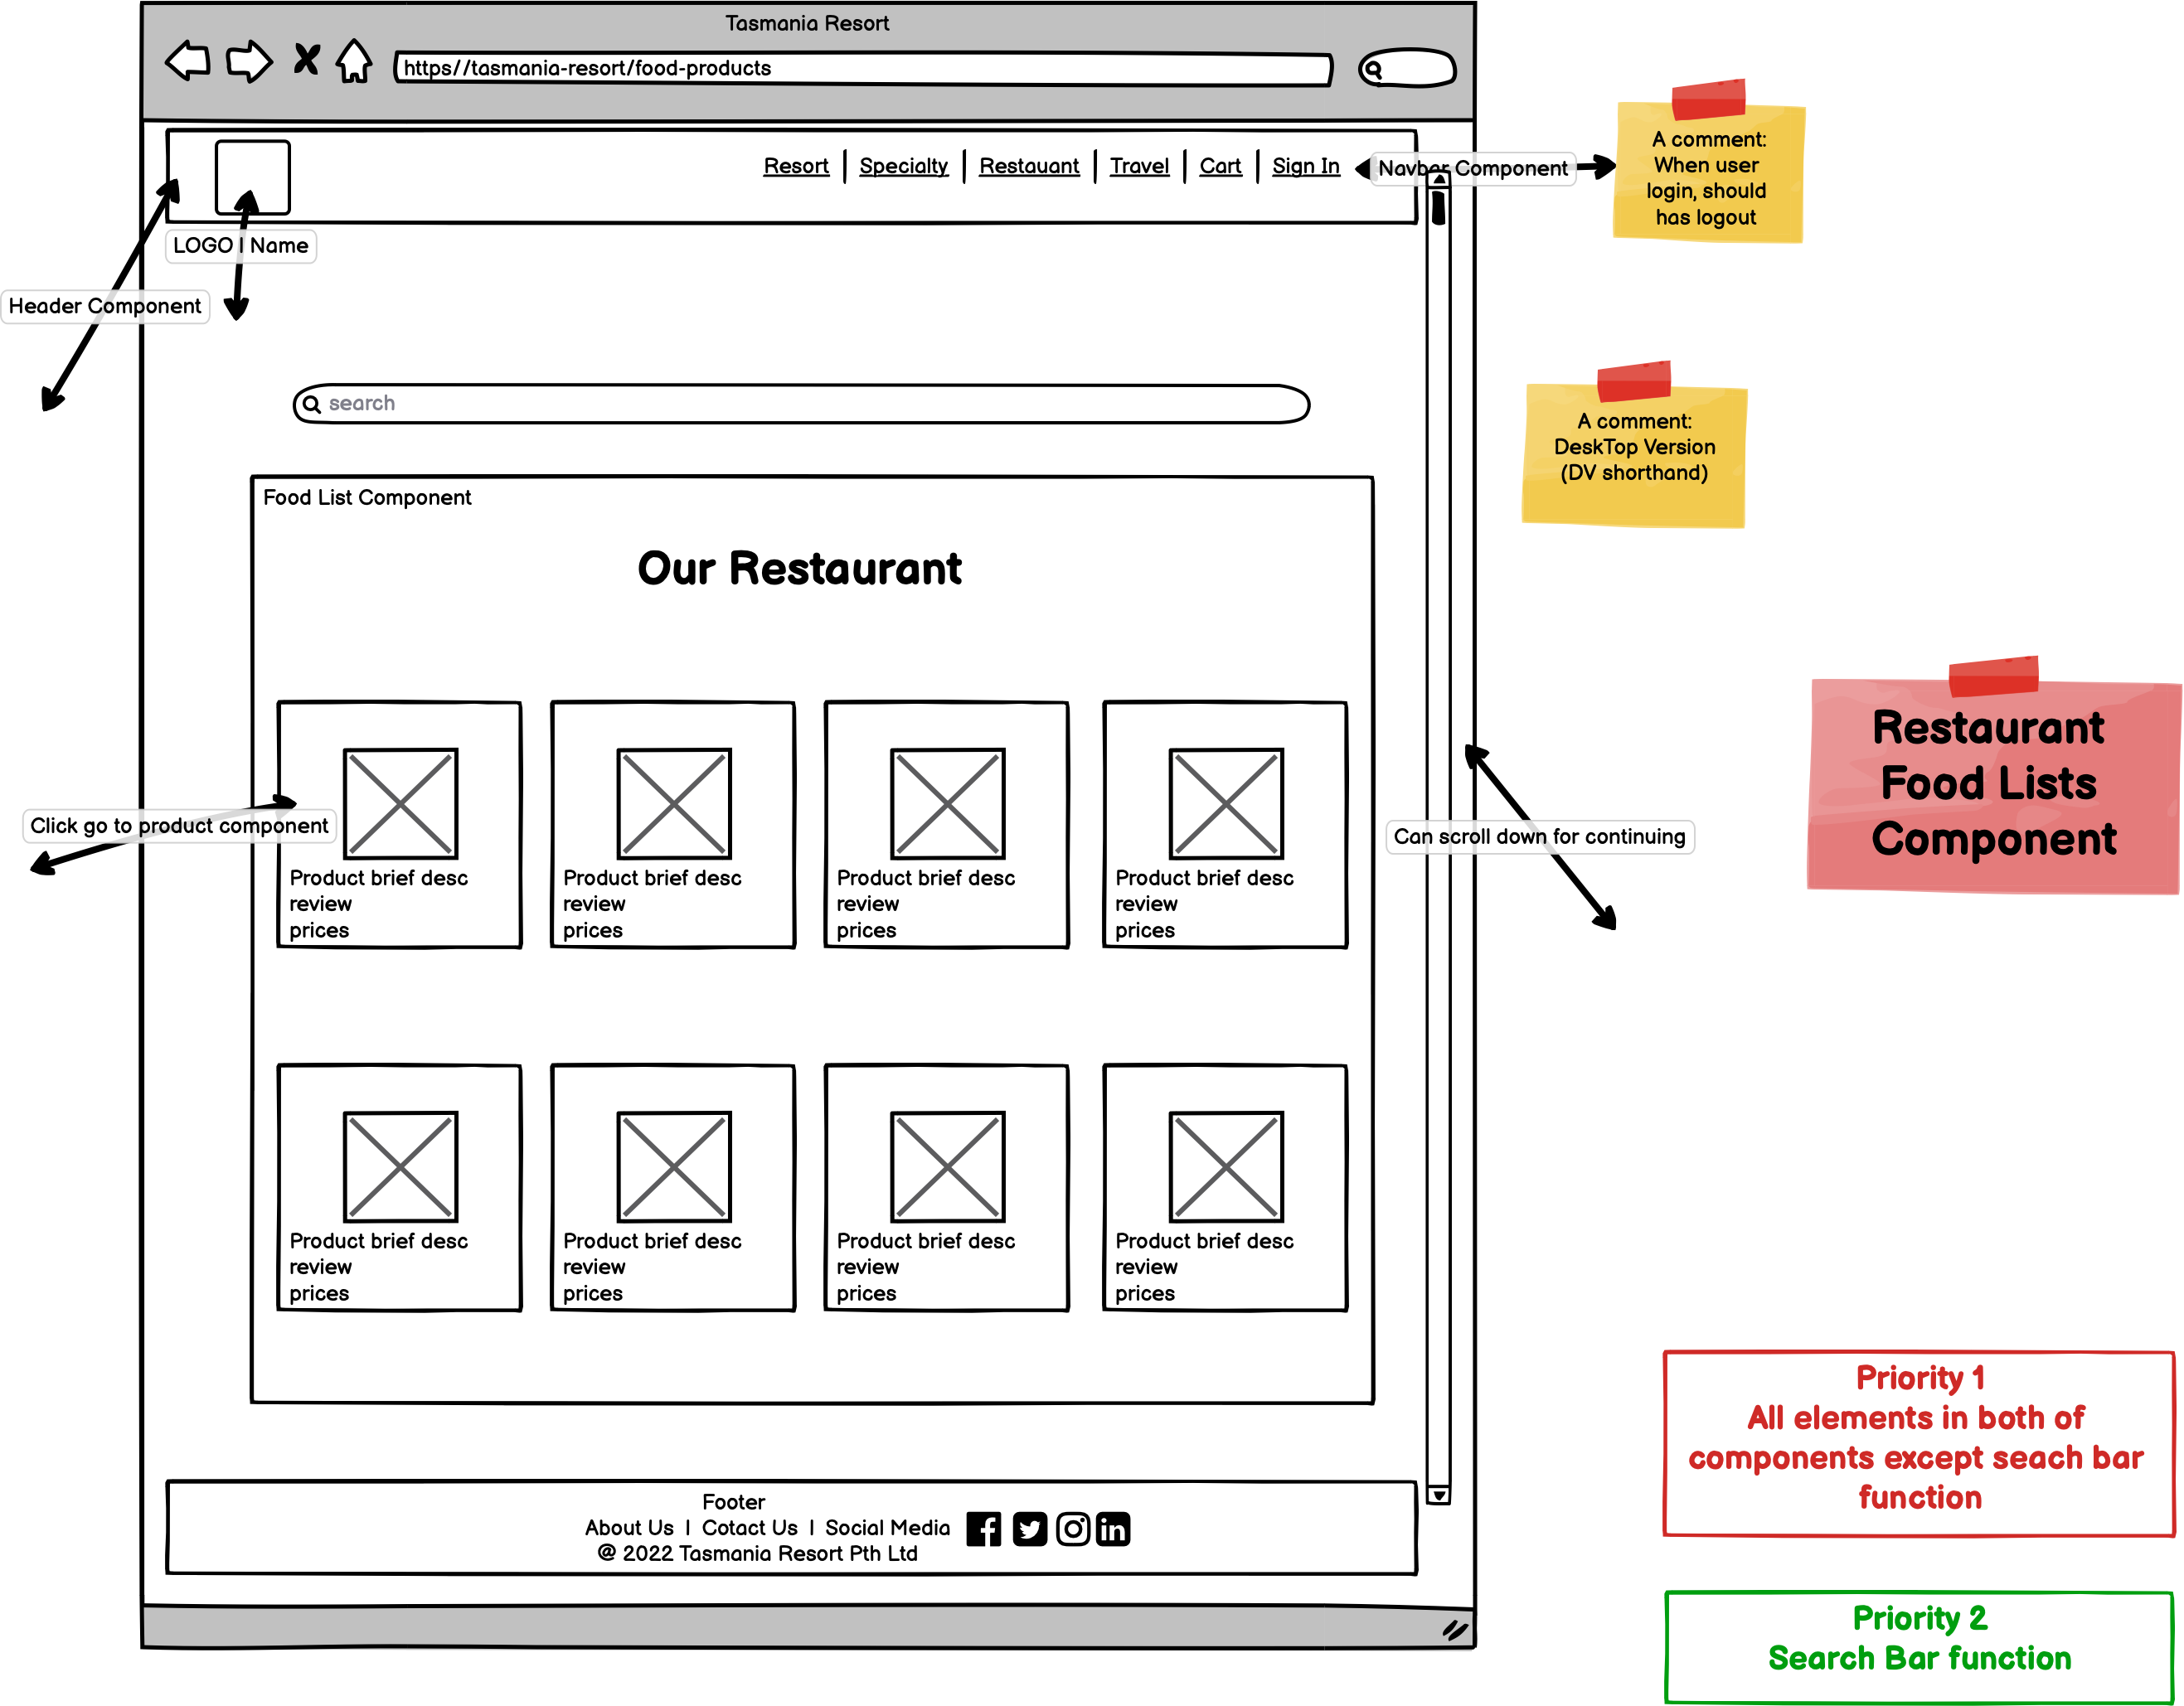 Tasmania Resort
https//tasmania-resort/food-products
Resort
Specialty
Restauant
Travel
Cart
Sign In
Navbar Component
A comment:
When user
login, should
has logout
LOGO | Name
Header Component
search
A comment:
DeskTop Version
(DV shorthand)
Food List Component
Our Restaurant
Restaurant
Food Lists
Component
Click go to product component
Can scroll down for continuing
Product brief desc
review
prices
Product brief desc
review
prices
Product brief desc
review
prices
Product brief desc
review
prices
Product brief desc
review
prices
Product brief desc
review
prices
Product brief desc
review
prices
Product brief desc
review
prices
Priority 1
All elements in both of
components except seach bar
function
Footer
About Us | Cotact Us | Social Media
@ 2022 Tasmania Resort Pth Ltd
Priority 2
Search Bar function